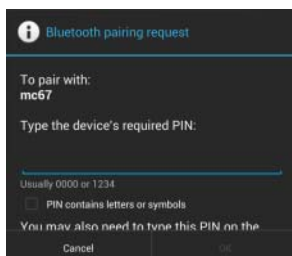 Bluetooth pairing request
To pair with:
mc67
Type the device's required PIN:
Usually 0000 or 1234
PIN contains letters or symbols
You may also need to type this PIN on the
Cancel
OK